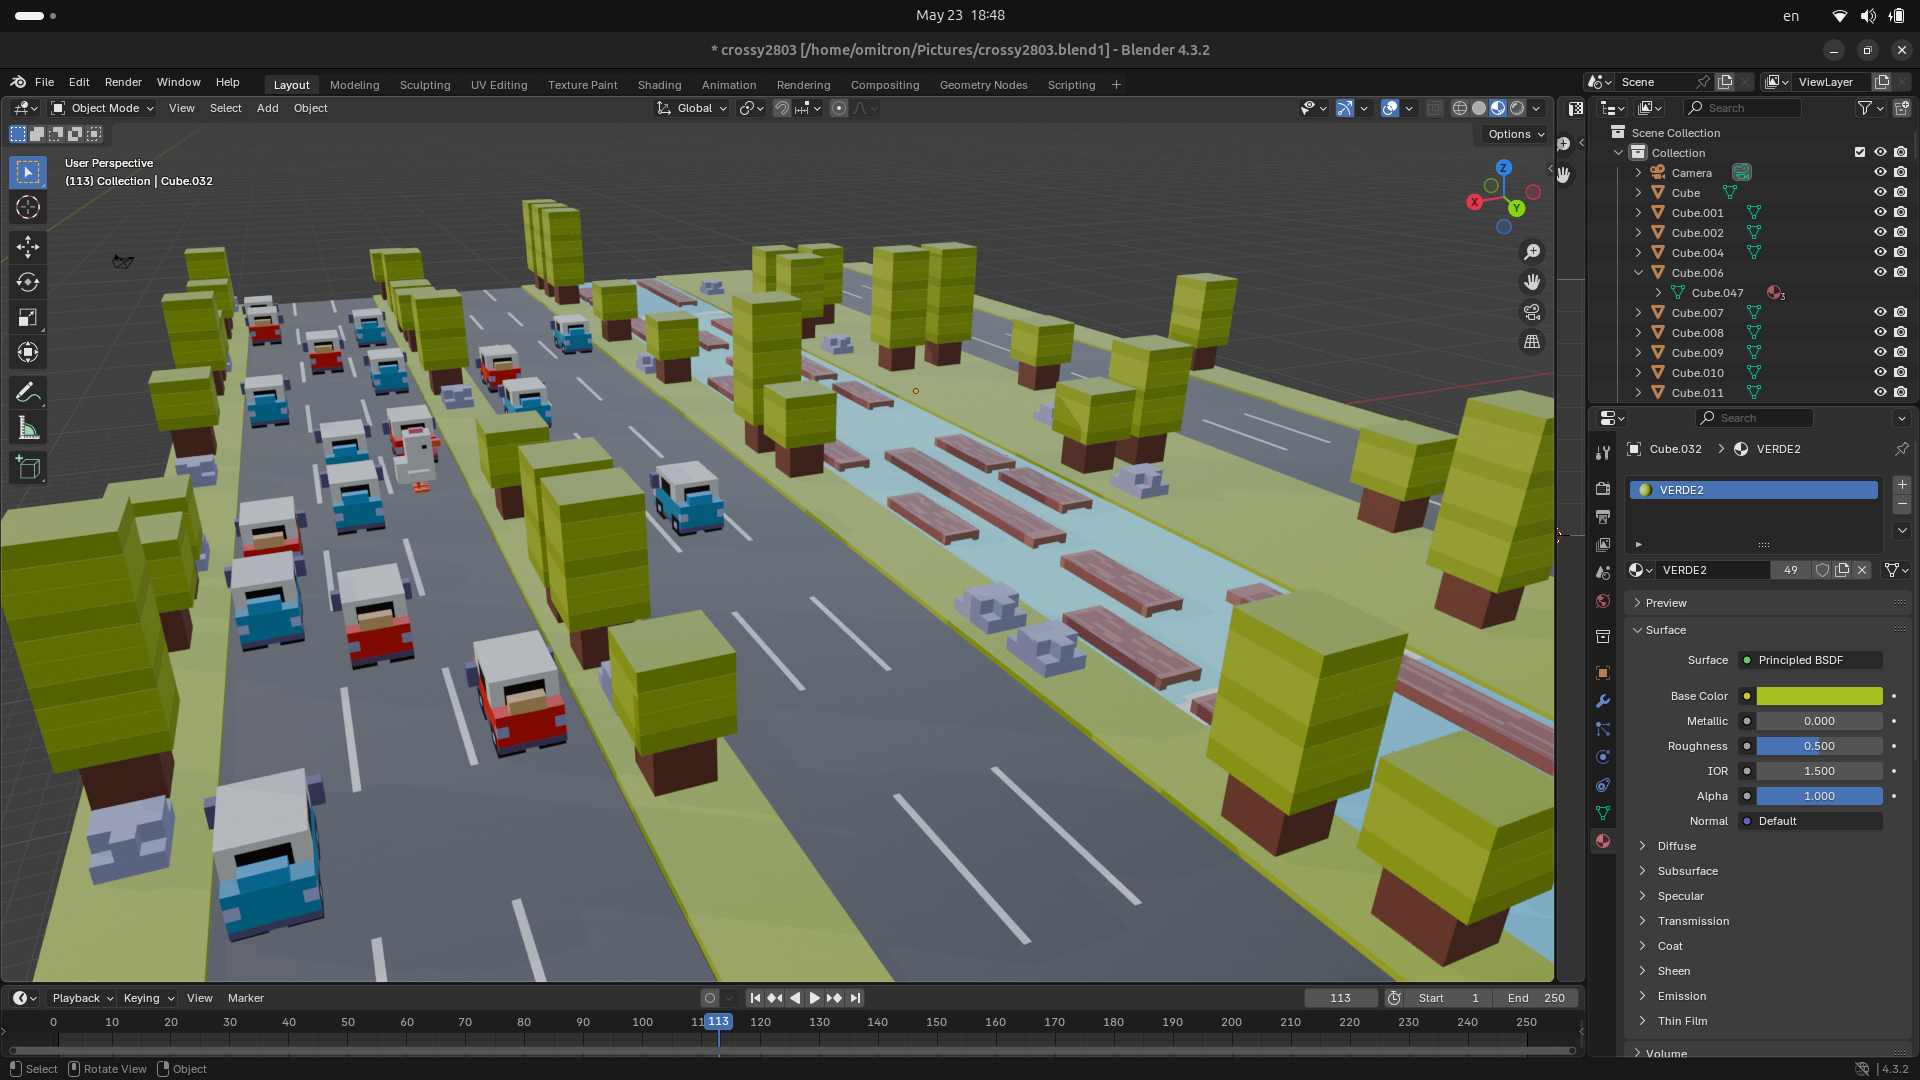 May 23 18:48
en
* crossy2803 [/home/omitron/Pictures/crossy2803.blend1] - Blender 4.3.2
File Edit Render Window Help Layout Modeling Sculpting UV Editing Texture Paint Shading Animation Rendering Compositing Geometry Nodes Scripting +
Scene
ViewLayer
Object Mode View Select Add Object
Global
Options
User Perspective
(113) Collection | Cube.032
Z
X
Y
Search
Scene Collection
Collection
Camera
Cube
Cube.001
Cube.002
Cube.004
Cube.006
Cube.047 3
Cube.007
Cube.008
Cube.009
Cube.010
Cube.011
Search
Cube.032 > VERDE2
VERDE2
VERDE2 49
Preview
Surface
Surface Principled BSDF
Base Color
Metallic 0.000
Roughness 0.500
IOR 1.500
Alpha 1.000
Normal Default
Diffuse
Subsurface
Specular
Transmission
Coat
Sheen
Emission
Thin Film
Volume
Playback Keying View Marker
113 Start 1 End 250
0 10 20 30 40 50 60 70 80 90 100 11 113 120 130 140 150 160 170 180 190 200 210 220 230 240 250
Select Rotate View Object
4.3.2